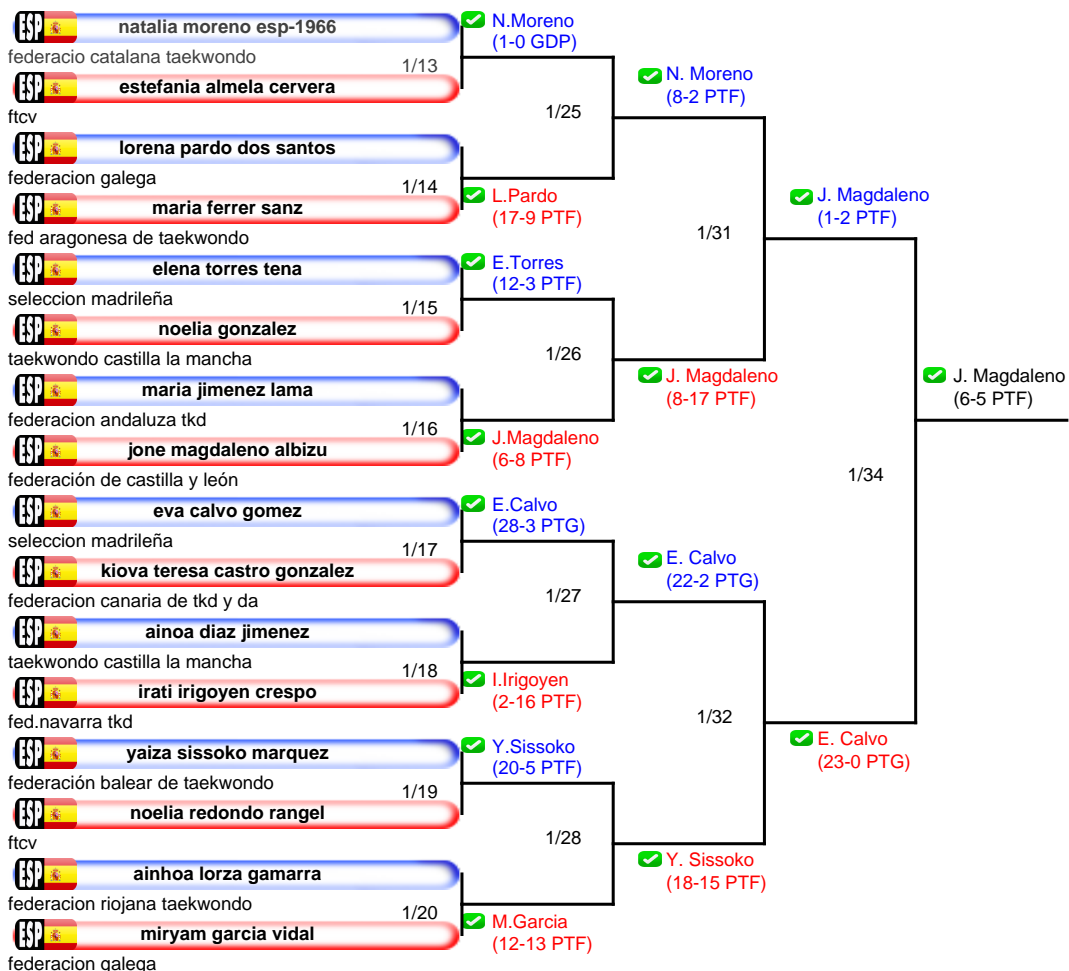 ESP natalia moreno esp-1966
federacio catalana taekwondo
1/13
ESP estefania almela cervera
ftcv
ESP lorena pardo dos santos
federacion galega
1/14
ESP maria ferrer sanz
fed aragonesa de taekwondo
ESP elena torres tena
seleccion madrileña
1/15
ESP noelia gonzalez
taekwondo castilla la mancha
ESP maria jimenez lama
federacion andaluza tkd
1/16
ESP jone magdaleno albizu
federación de castilla y león
ESP eva calvo gomez
seleccion madrileña
1/17
ESP kiova teresa castro gonzalez
federacion canaria de tkd y da
ESP ainoa diaz jimenez
taekwondo castilla la mancha
1/18
ESP irati irigoyen crespo
fed.navarra tkd
ESP yaiza sissoko marquez
federación balear de taekwondo
1/19
ESP noelia redondo rangel
ftcv
ESP ainhoa lorza gamarra
federacion riojana taekwondo
1/20
ESP miryam garcia vidal
federacion galega
N.Moreno
(1-0 GDP)
1/25
L.Pardo
(17-9 PTF)
E.Torres
(12-3 PTF)
1/26
J.Magdaleno
(6-8 PTF)
E.Calvo
(28-3 PTG)
1/27
I.Irigoyen
(2-16 PTF)
Y.Sissoko
(20-5 PTF)
1/28
M.Garcia
(12-13 PTF)
N. Moreno
(8-2 PTF)
1/31
J. Magdaleno
(8-17 PTF)
E. Calvo
(22-2 PTG)
1/32
Y. Sissoko
(18-15 PTF)
J. Magdaleno
(1-2 PTF)
1/34
E. Calvo
(23-0 PTG)
J. Magdaleno
(6-5 PTF)